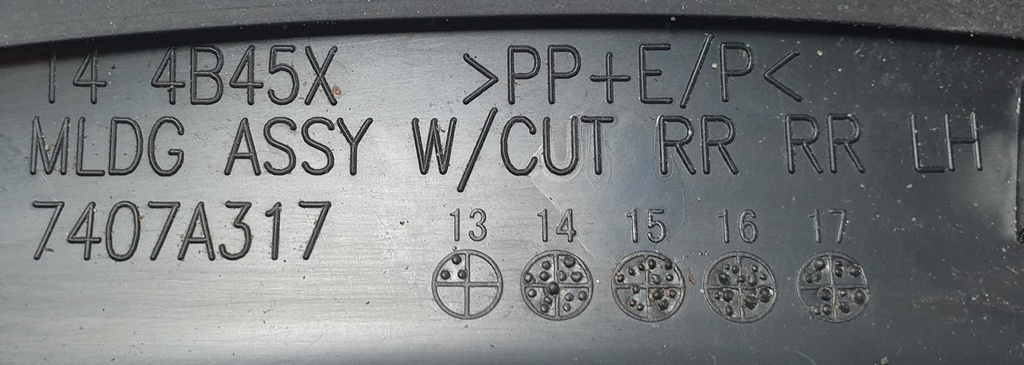 14 4B45X >PP+E/P<
MLDG ASSY W/CUT RR RR LH
7407A317
13 14 15 16 17